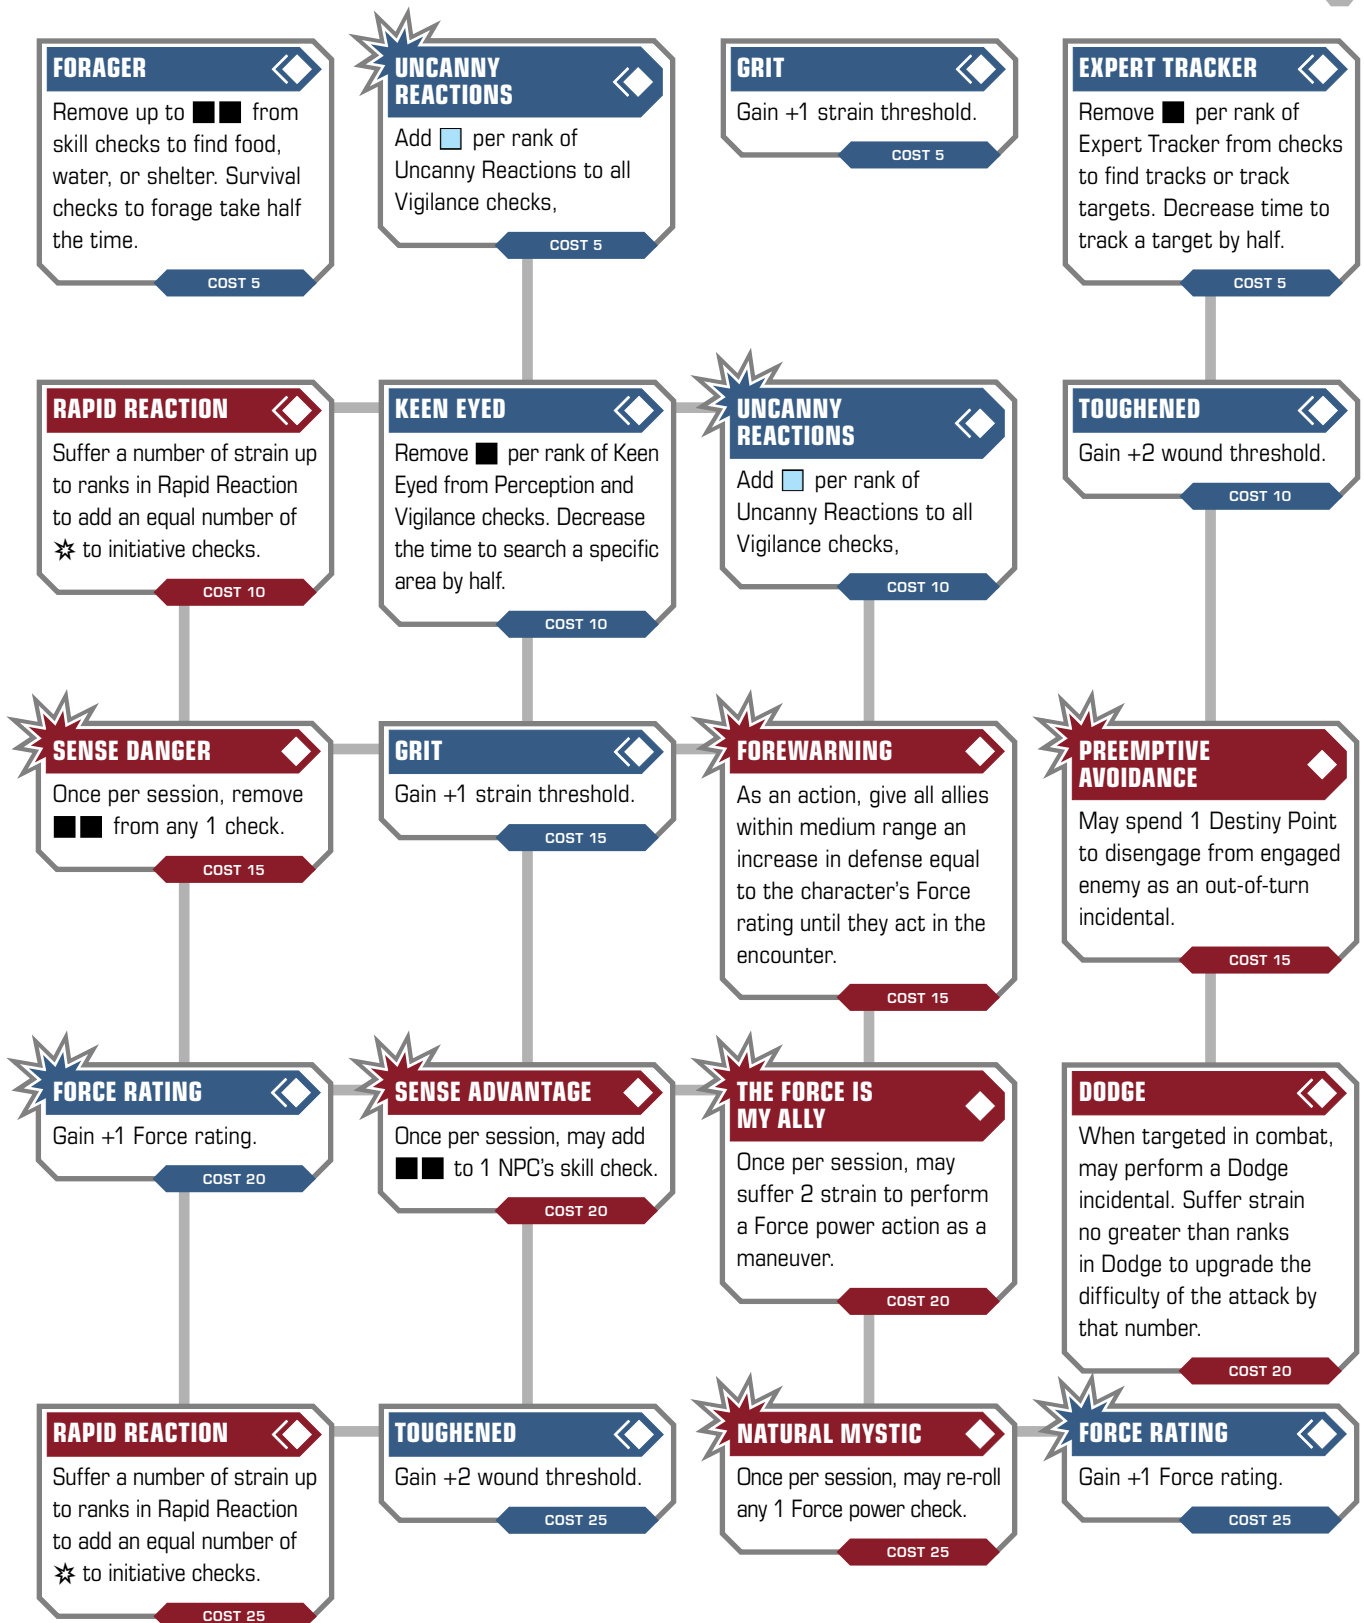 FORAGER
Remove up to from
skill checks to find food,
water, or shelter. Survival
checks to forage take half
the time.
COST 5
UNCANNY
REACTIONS
Add per rank of
Uncanny Reactions to all
Vigilance checks,
COST 5
GRIT
Gain +1 strain threshold.
COST 5
EXPERT TRACKER
Remove per rank of
Expert Tracker from checks
to find tracks or track
targets. Decrease time to
track a target by half.
COST 5
RAPID REACTION
Suffer a number of strain up
to ranks in Rapid Reaction
to add an equal number of
to initiative checks.
COST 10
KEEN EYED
Remove per rank of Keen
Eyed from Perception and
Vigilance checks. Decrease
the time to search a specific
area by half.
COST 10
UNCANNY
REACTIONS
Add per rank of
Uncanny Reactions to all
Vigilance checks,
COST 10
TOUGHENED
Gain +2 wound threshold.
COST 10
SENSE DANGER
Once per session, remove
from any 1 check.
COST 15
GRIT
Gain +1 strain threshold.
COST 15
FOREWARNING
As an action, give all allies
within medium range an
increase in defense equal
to the character's Force
rating until they act in the
encounter.
COST 15
PREEMPTIVE
AVOIDANCE
May spend 1 Destiny Point
to disengage from engaged
enemy as an out-of-turn
incidental.
COST 15
FORCE RATING
Gain +1 Force rating.
COST 20
SENSE ADVANTAGE
Once per session, may add
to 1 NPC's skill check.
COST 20
THE FORCE IS
MY ALLY
Once per session, may
suffer 2 strain to perform
a Force power action as a
maneuver.
COST 20
DODGE
When targeted in combat,
may perform a Dodge
incidental. Suffer strain
no greater than ranks
in Dodge to upgrade the
difficulty of the attack by
that number.
COST 20
RAPID REACTION
Suffer a number of strain up
to ranks in Rapid Reaction
to add an equal number of
to initiative checks.
COST 25
TOUGHENED
Gain +2 wound threshold.
COST 25
NATURAL MYSTIC
Once per session, may re-roll
any 1 Force power check.
COST 25
FORCE RATING
Gain +1 Force rating.
COST 25